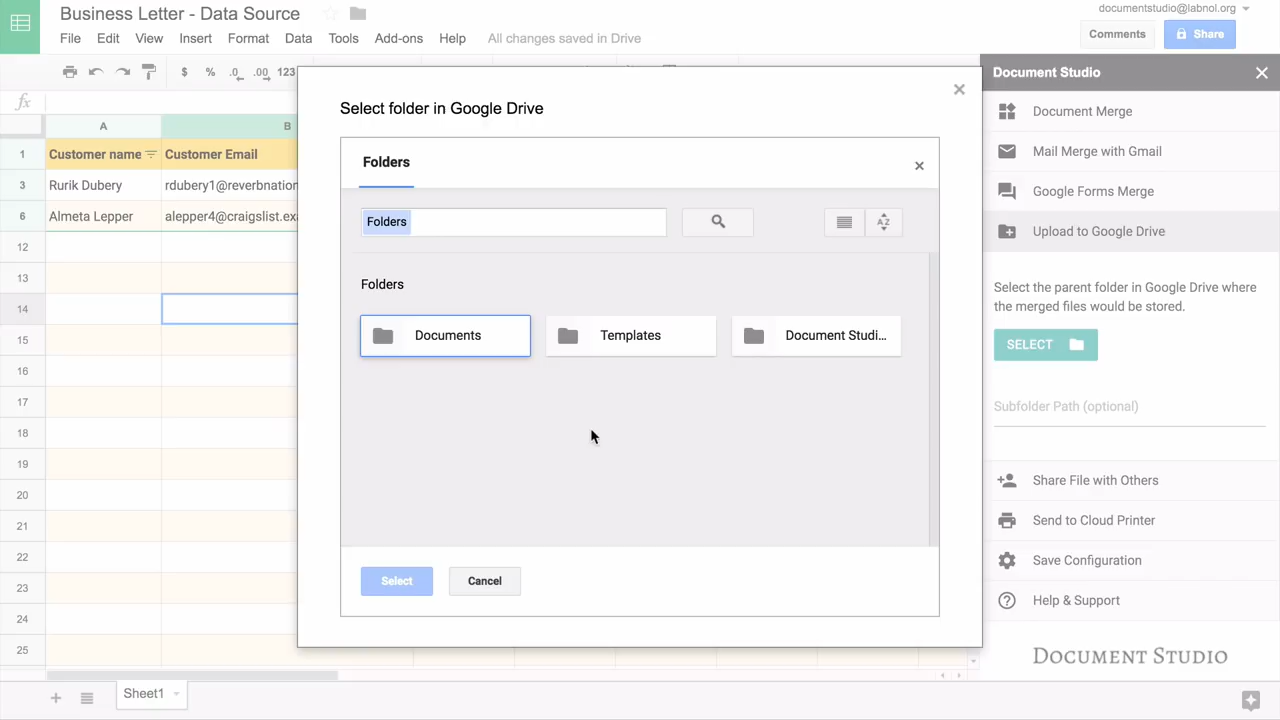 Business Letter - Data Source
documentstudio@labnol.org
File Edit View Insert Format Data Tools Add-ons Help All changes saved in Drive
Comments
Share
$ % .0 .00 123
fx
A B
1 Customer name Customer Email
3 Rurik Dubery rdubery1@reverbnation
6 Almeta Lepper alepper4@craigslist.ex
12
13
14
15
16
17
18
19
20
21
22
23
24
25
Sheet1
Select folder in Google Drive
Folders
Folders
Folders
Documents
Templates
Document Studi...
Select
Cancel
Document Studio
Document Merge
Mail Merge with Gmail
Google Forms Merge
Upload to Google Drive
Select the parent folder in Google Drive where
the merged files would be stored.
SELECT
Subfolder Path (optional)
Share File with Others
Send to Cloud Printer
Save Configuration
Help & Support
DOCUMENT STUDIO